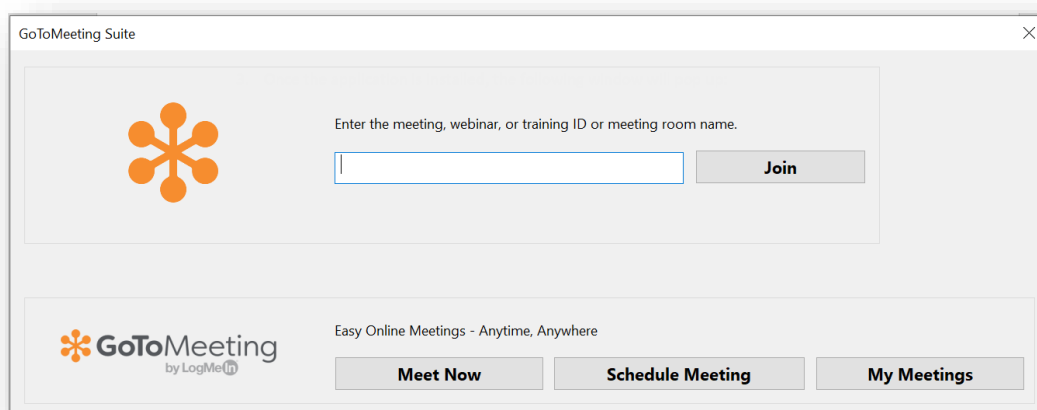 GoToMeeting Suite
Enter the meeting, webinar, or training ID or meeting room name.
Join
GoToMeeting
by LogMeIn
Easy Online Meetings - Anytime, Anywhere
Meet Now Schedule Meeting My Meetings